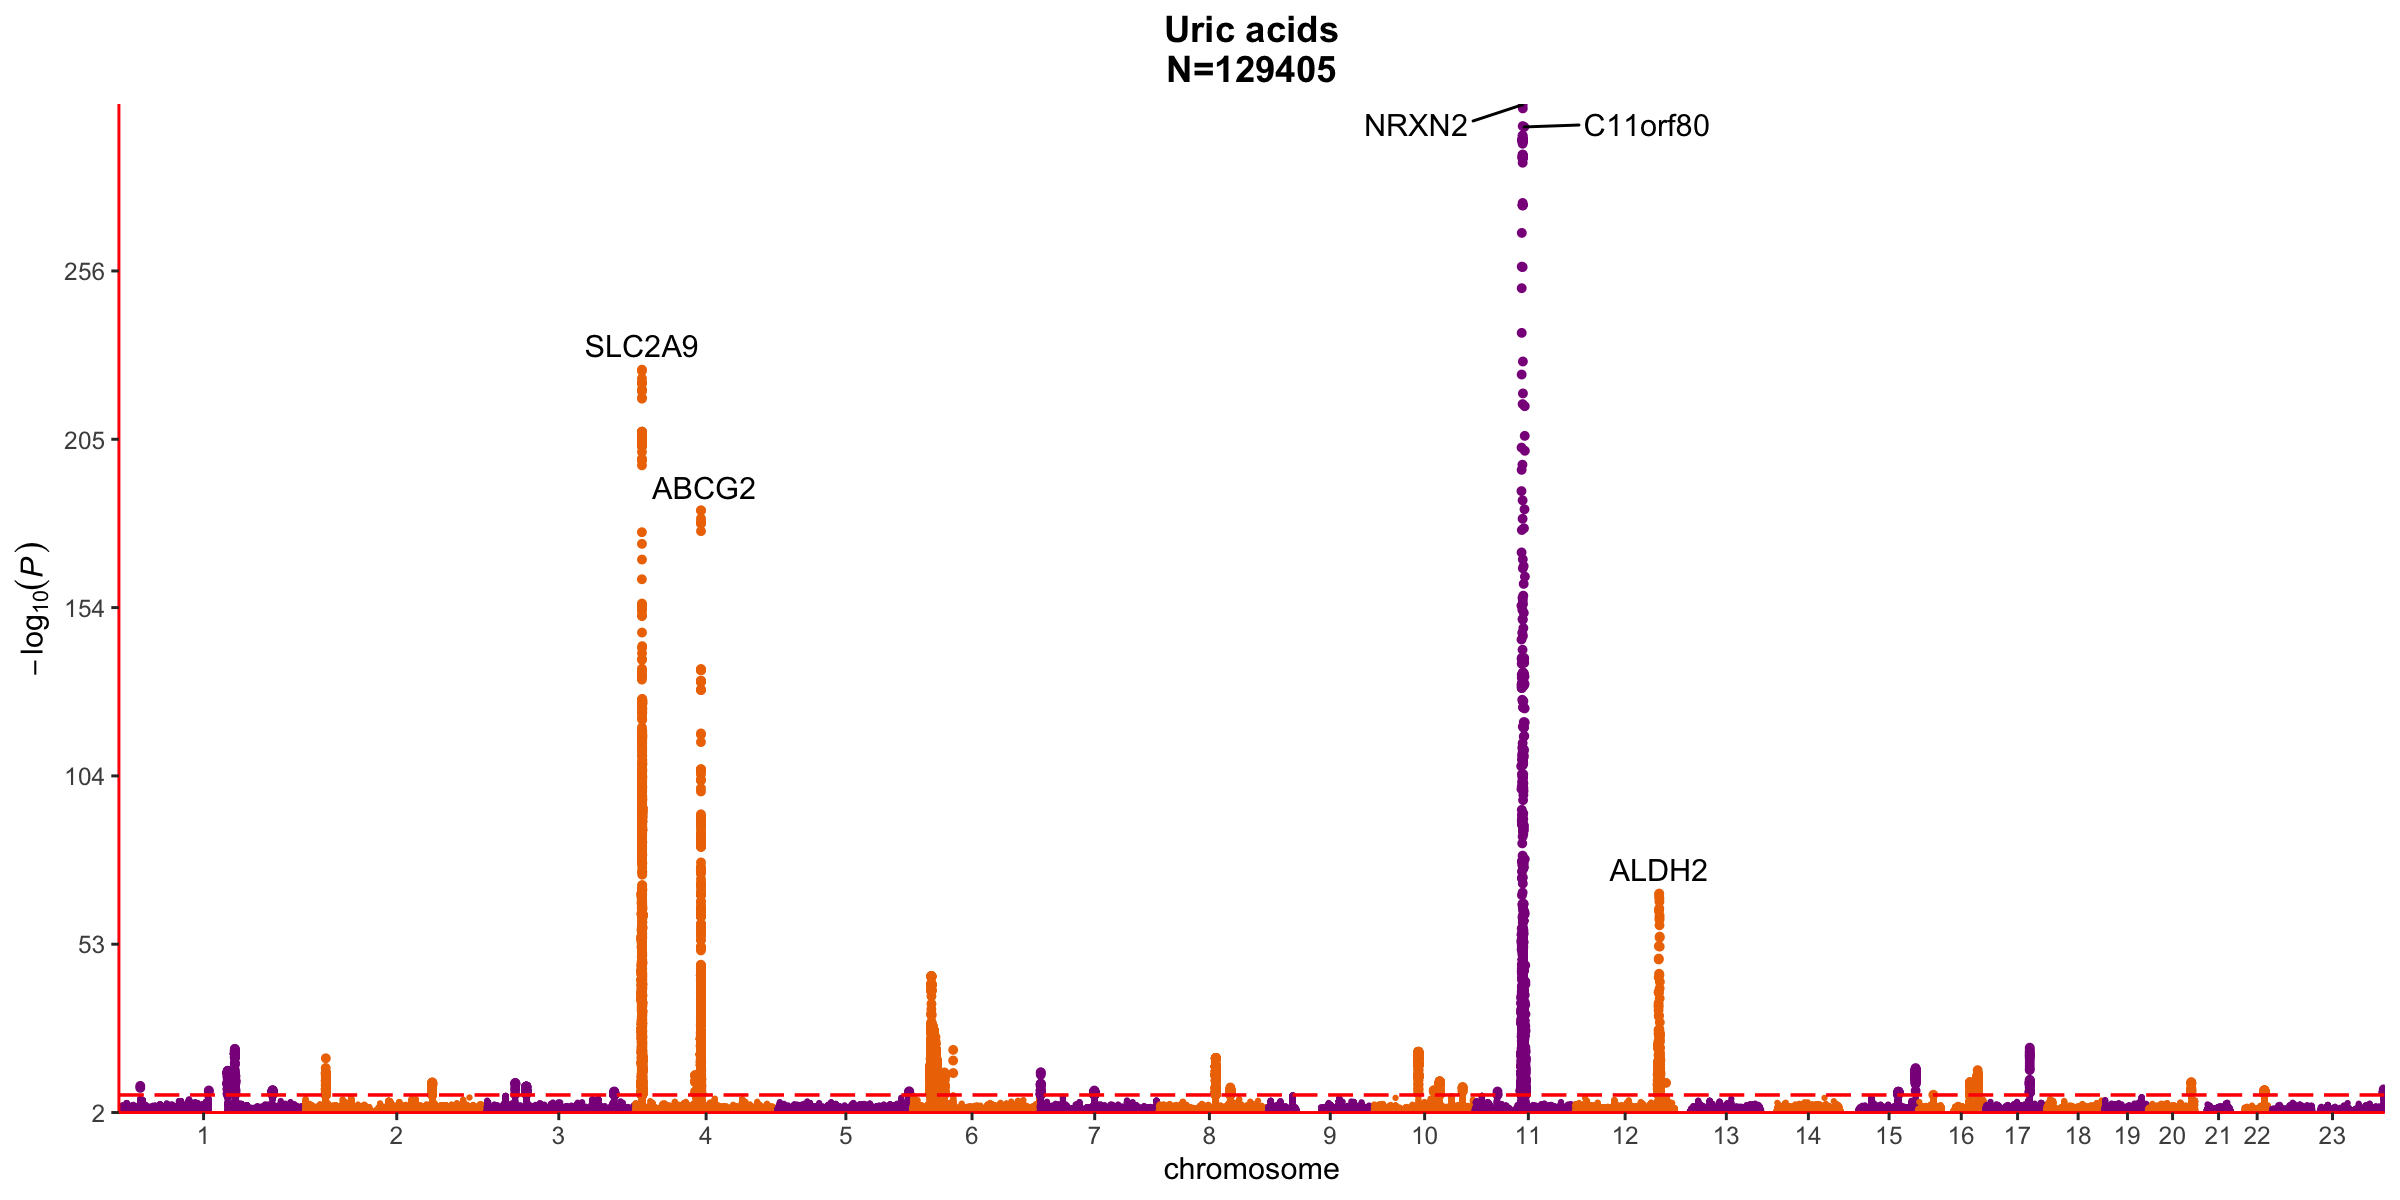 Uric acids
N=129405
NRXN2
C11orf80
256
SLC2A9
205
ABCG2
−log10(P)
154
104
ALDH2
53
2
1 2 3 4 5 6 7 8 9 10 11 12 13 14 15 16 17 18 19 20 21 22 23
chromosome